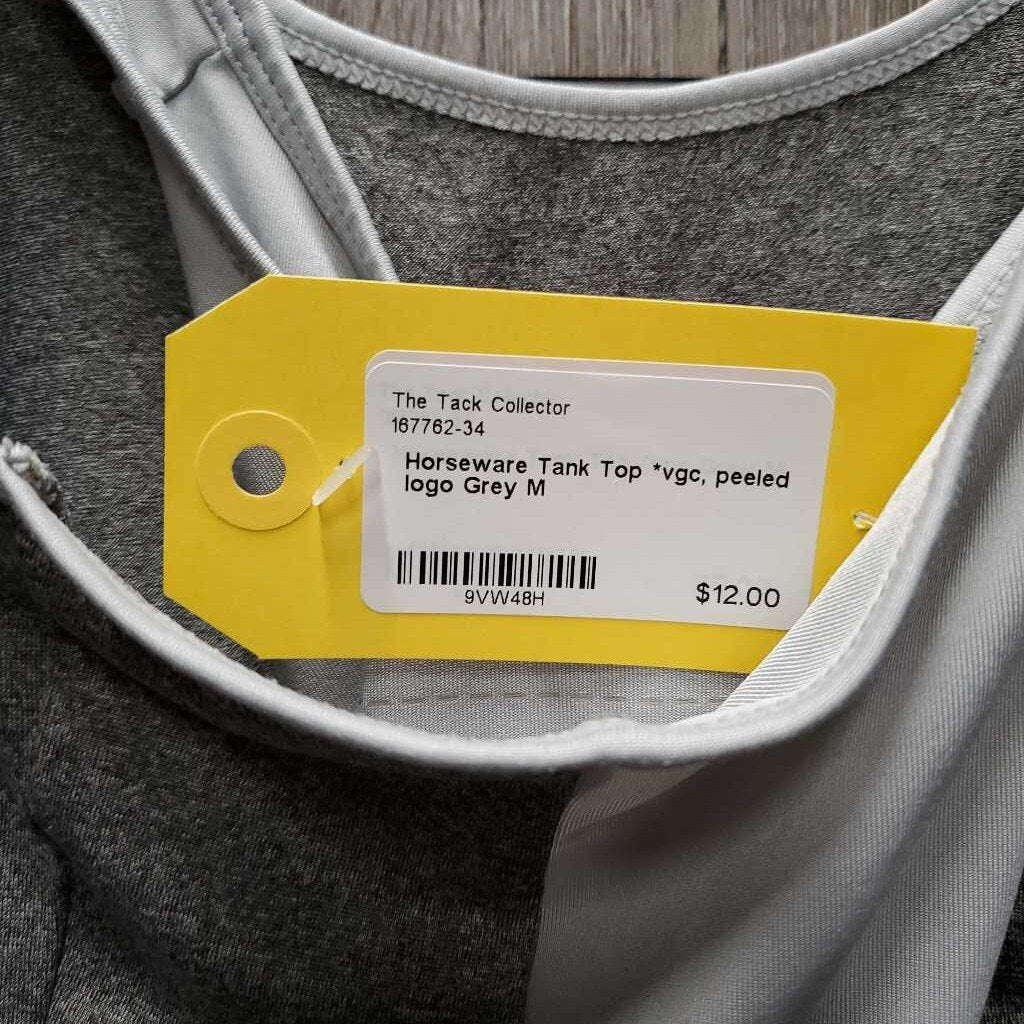 The Tack Collector
167762-34
Horseware Tank Top *vgc, peeled
logo Grey M
9VW48H
$12.00